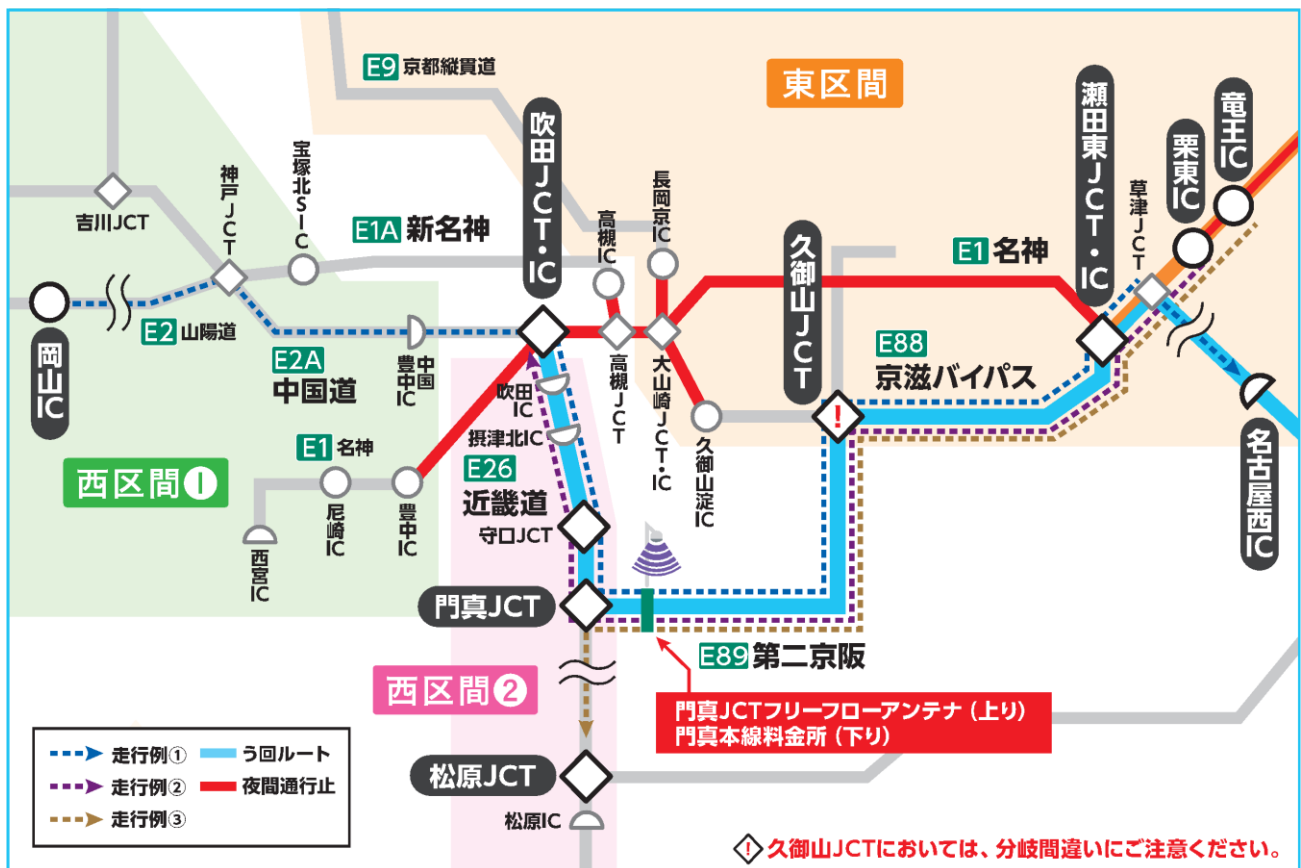 E9 京都縦貫道
東区間
吹田JCT・IC
瀬田東JCT・IC
竜王IC
栗東IC
草津JCT
宝塚北SIC
神戸JCT
吉川JCT
E1A 新名神
高槻IC
長岡京IC
久御山JCT
E1 名神
岡山IC
E2 山陽道
E2A
中国道
中国
豊中IC
高槻JCT
大山崎JCT・IC
久御山淀IC
E88
京滋バイパス
名古屋西IC
吹田
IC
摂津北IC
西区間❶
E1 名神
西宮IC
尼崎IC
豊中IC
E26
近畿道
守口JCT
門真JCT
E89 第二京阪
西区間❷
門真JCTフリーフローアンテナ(上り)
門真本線料金所(下り)
松原JCT
松原IC
走行例① う回ルート
走行例② 夜間通行止
走行例③
! 久御山JCTにおいては、分岐間違いにご注意ください。